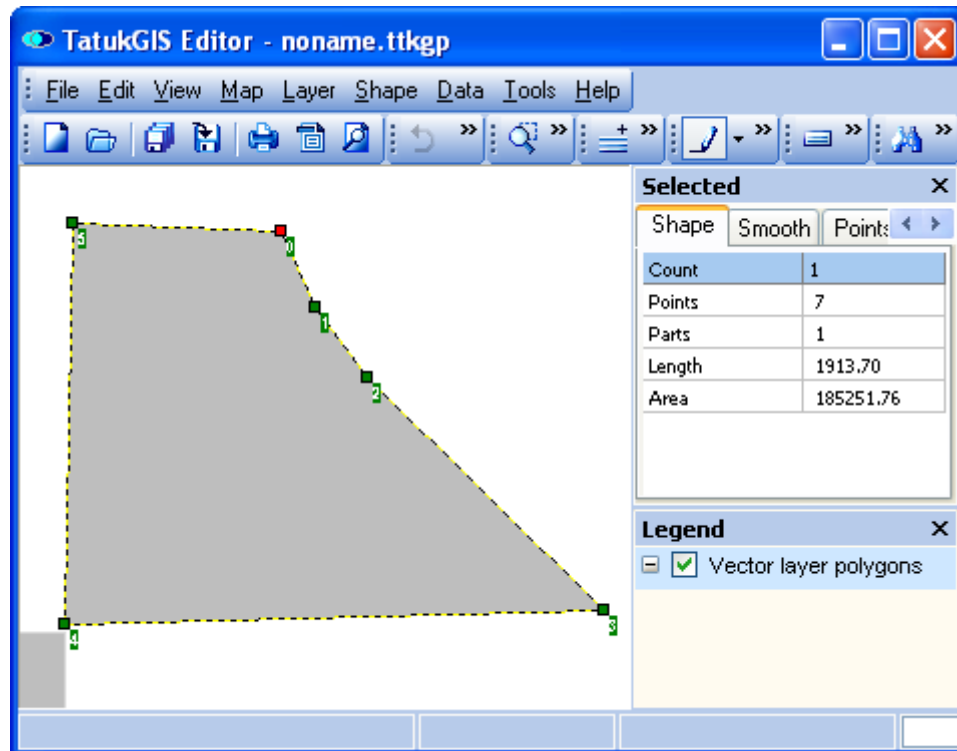 TatukGIS Editor - noname.ttkgp
File Edit View Map Layer Shape Data Tools Help
Selected
Shape Smooth Points
Count 1
Points 7
Parts 1
Length 1913.70
Area 185251.76
Legend
Vector layer polygons
5
0
1
2
3
4